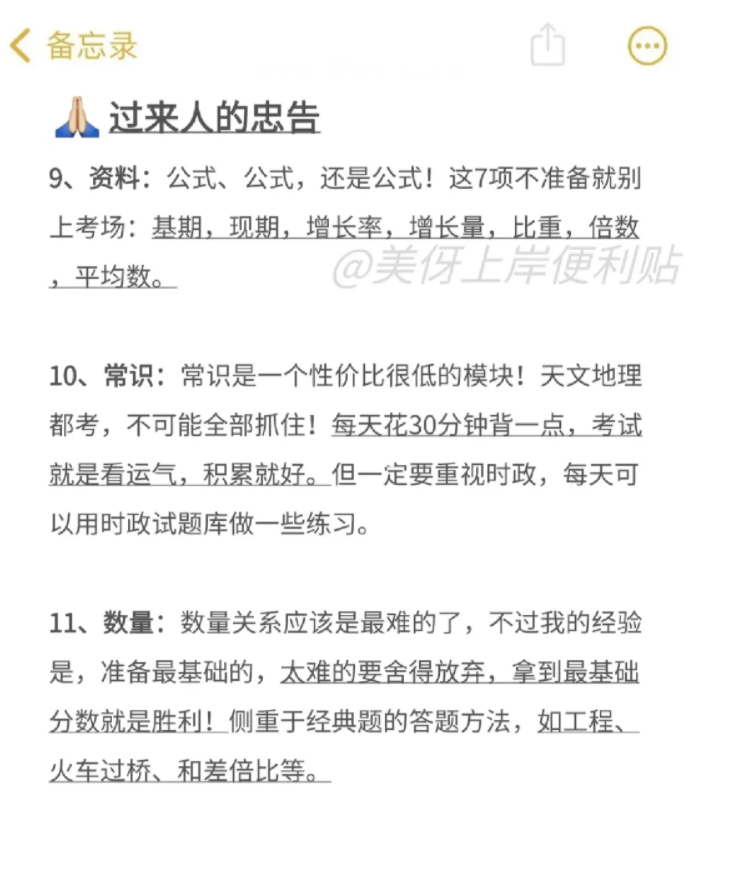 备忘录
过来人的忠告
9、资料：公式、公式，还是公式！这7项不准备就别
上考场：基期，现期，增长率，增长量，比重，倍数
，平均数。
@美伢上岸便利贴
10、常识：常识是一个性价比很低的模块！天文地理
都考，不可能全部抓住！每天花30分钟背一点，考试
就是看运气，积累就好。但一定要重视时政，每天可
以用时政试题库做一些练习。
11、数量：数量关系应该是最难的了，不过我的经验
是，准备最基础的，太难的要舍得放弃，拿到最基础
分数就是胜利！侧重于经典题的答题方法，如工程、
火车过桥、和差倍比等。